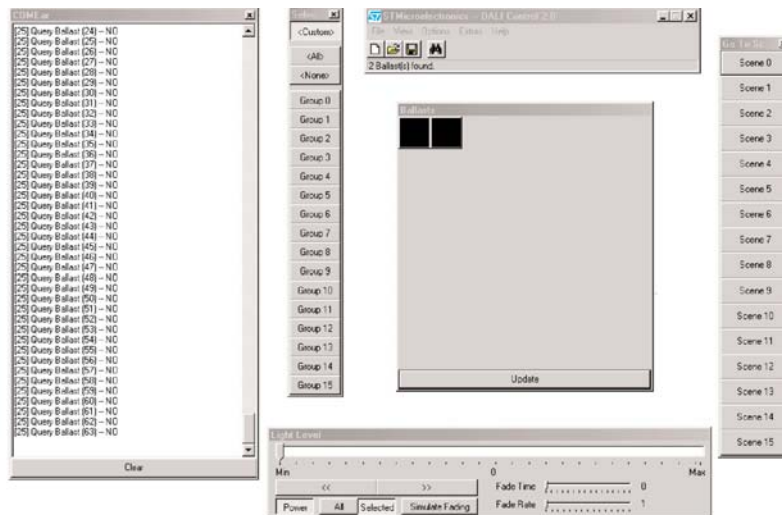 COMEar
[25] Query Ballast (24) -- NO
[25] Query Ballast (25) -- NO
[25] Query Ballast (26) -- NO
[25] Query Ballast (27) -- NO
[25] Query Ballast (28) -- NO
[25] Query Ballast (29) -- NO
[25] Query Ballast (30) -- NO
[25] Query Ballast (31) -- NO
[25] Query Ballast (32) -- NO
[25] Query Ballast (33) -- NO
[25] Query Ballast (34) -- NO
[25] Query Ballast (35) -- NO
[25] Query Ballast (36) -- NO
[25] Query Ballast (37) -- NO
[25] Query Ballast (38) -- NO
[25] Query Ballast (39) -- NO
[25] Query Ballast (40) -- NO
[25] Query Ballast (41) -- NO
[25] Query Ballast (42) -- NO
[25] Query Ballast (43) -- NO
[25] Query Ballast (44) -- NO
[25] Query Ballast (45) -- NO
[25] Query Ballast (46) -- NO
[25] Query Ballast (47) -- NO
[25] Query Ballast (48) -- NO
[25] Query Ballast (49) -- NO
[25] Query Ballast (50) -- NO
[25] Query Ballast (51) -- NO
[25] Query Ballast (52) -- NO
[25] Query Ballast (53) -- NO
[25] Query Ballast (54) -- NO
[25] Query Ballast (55) -- NO
[25] Query Ballast (56) -- NO
[25] Query Ballast (57) -- NO
[25] Query Ballast (58) -- NO
[25] Query Ballast (59) -- NO
[25] Query Ballast (60) -- NO
[25] Query Ballast (61) -- NO
[25] Query Ballast (62) -- NO
[25] Query Ballast (63) -- NO
Clear
<Custom>
<All>
<None>
Group 0
Group 1
Group 2
Group 3
Group 4
Group 5
Group 6
Group 7
Group 8
Group 9
Group 10
Group 11
Group 12
Group 13
Group 14
Group 15
STMicroelectronics -- DALI Control 2.0
File View Options Extras Help
2 Ballast(s) found.
Ballasts
Update
Go To Sc
Scene 0
Scene 1
Scene 2
Scene 3
Scene 4
Scene 5
Scene 6
Scene 7
Scene 8
Scene 9
Scene 10
Scene 11
Scene 12
Scene 13
Scene 14
Scene 15
Light Level
Min 0 Max
<< >> Fade Time 0
Power All Selected Simulate Fading Fade Rate 1